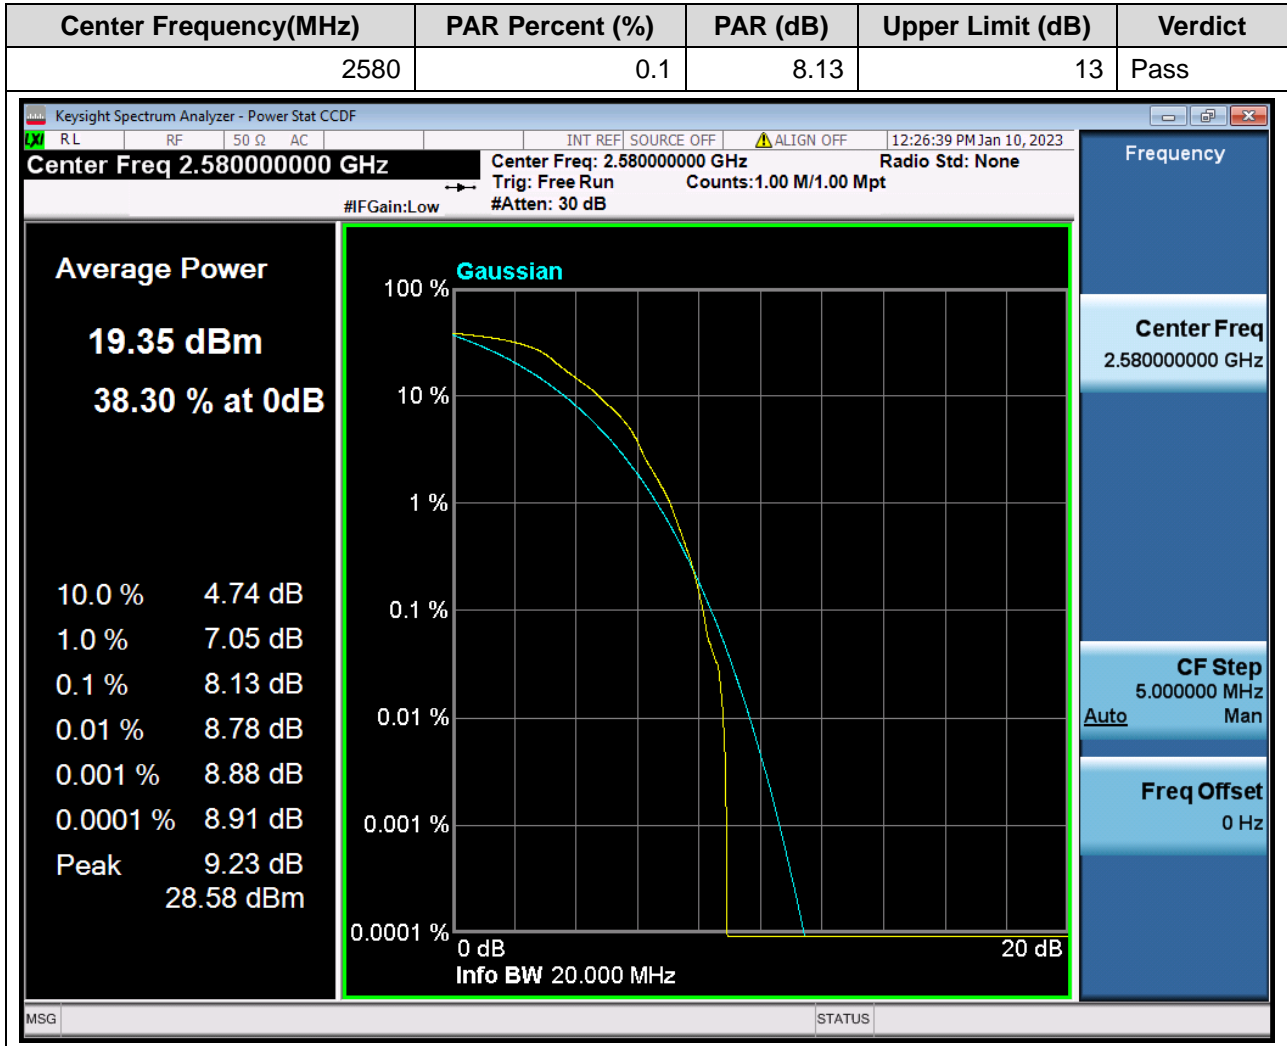 Center Frequency(MHz) PAR Percent (%) PAR (dB) Upper Limit (dB) Verdict
2580 0.1 8.13 13 Pass
Keysight Spectrum Analyzer - Power Stat CCDF
LXI RL RF 50 Ω AC INT REF SOURCE OFF ALIGN OFF 12:26:39 PM Jan 10, 2023
Center Freq 2.580000000 GHz
Center Freq: 2.580000000 GHz Radio Std: None
Trig: Free Run Counts:1.00 M/1.00 Mpt
#IFGain:Low #Atten: 30 dB
Average Power
19.35 dBm
38.30 % at 0dB
10.0 % 4.74 dB
1.0 % 7.05 dB
0.1 % 8.13 dB
0.01 % 8.78 dB
0.001 % 8.88 dB
0.0001 % 8.91 dB
Peak 9.23 dB
28.58 dBm
Gaussian
100 %
10 %
1 %
0.1 %
0.01 %
0.001 %
0.0001 %
0 dB 20 dB
Info BW 20.000 MHz
Frequency
Center Freq
2.580000000 GHz
CF Step
5.000000 MHz
Auto Man
Freq Offset
0 Hz
MSG STATUS